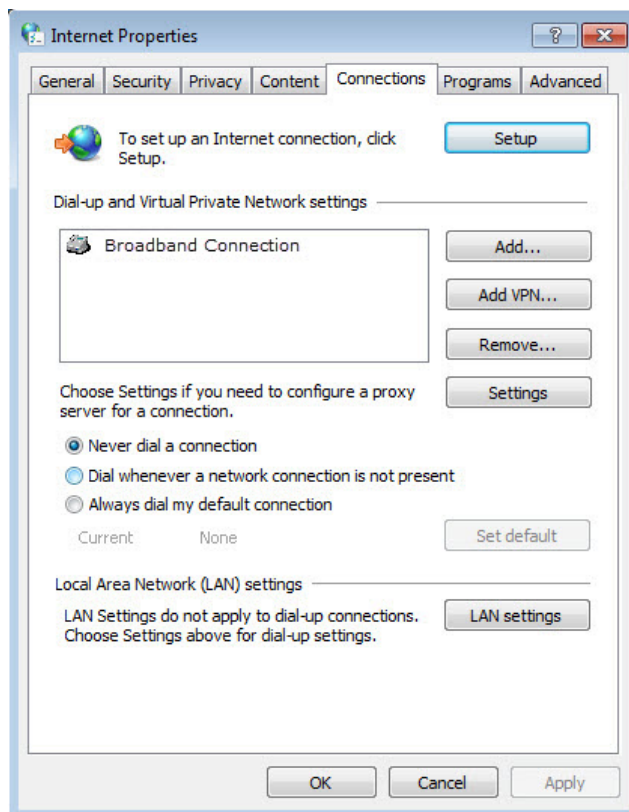 Internet Properties
General Security Privacy Content Connections Programs Advanced
To set up an Internet connection, click
Setup.
Setup
Dial-up and Virtual Private Network settings
Broadband Connection
Add...
Add VPN...
Remove...
Choose Settings if you need to configure a proxy
server for a connection.
Settings
Never dial a connection
Dial whenever a network connection is not present
Always dial my default connection
Current None
Set default
Local Area Network (LAN) settings
LAN Settings do not apply to dial-up connections.
Choose Settings above for dial-up settings.
LAN settings
OK Cancel Apply